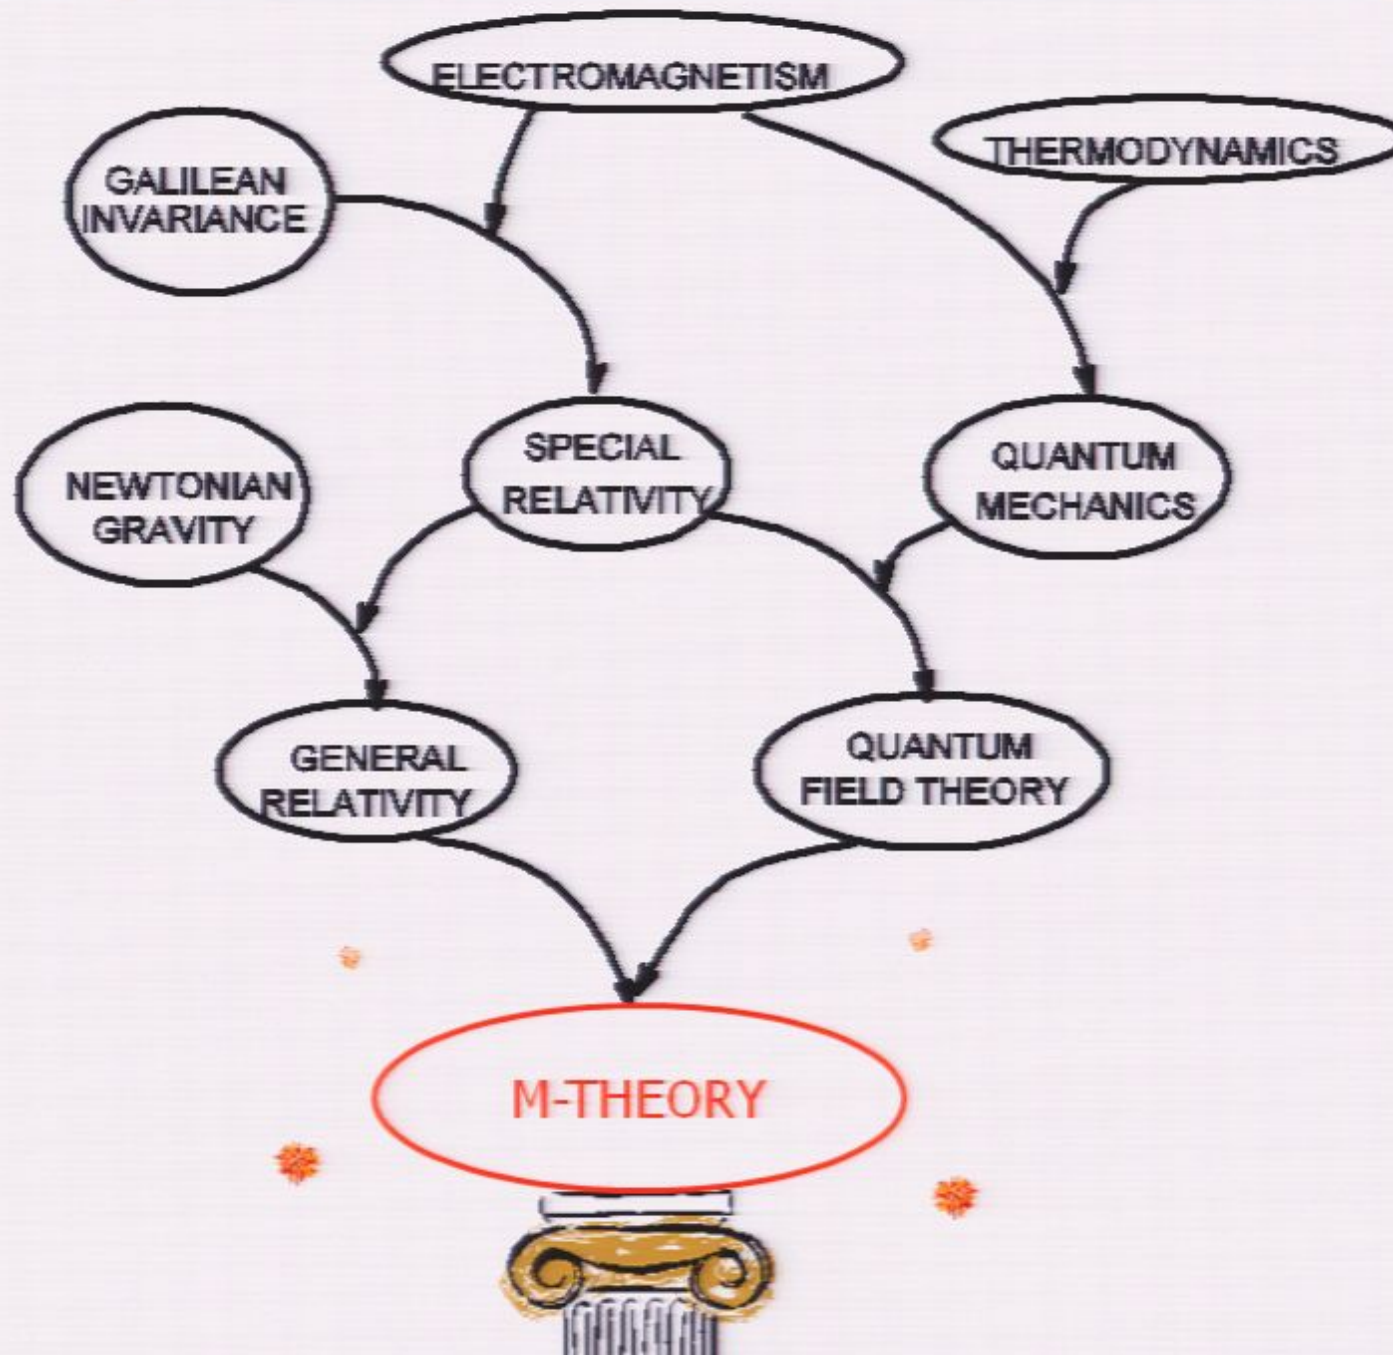 ELECTROMAGNETISM
THERMODYNAMICS
GALILEAN
INVARIANCE
NEWTONIAN
GRAVITY
SPECIAL
RELATIVITY
QUANTUM
MECHANICS
GENERAL
RELATIVITY
QUANTUM
FIELD THEORY
M-THEORY